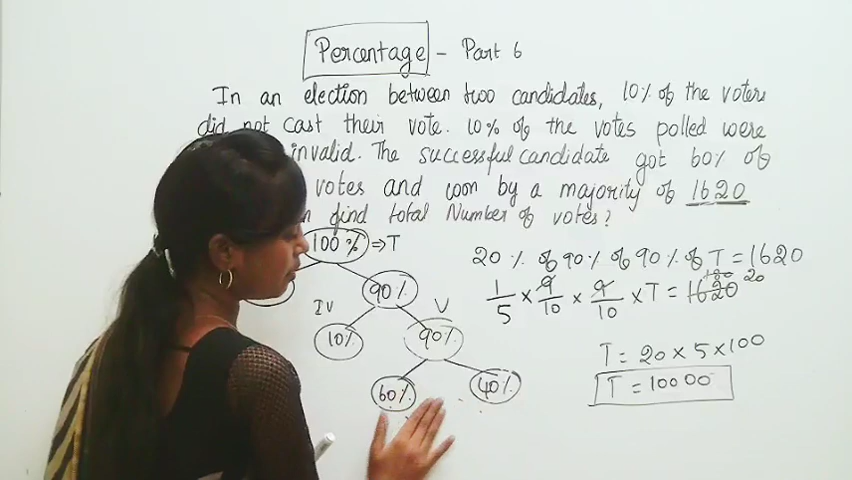 Percentage - Part 6
In an election between two candidates, 10% of the voters
did not cast their vote. 10% of the votes polled were
invalid. The successful candidate got 60% of
votes and won by a majority of 1620
find total Number of votes?
100% ⇒ T
20% of 90% of 90% of T = 1620
90%
180 20
1/5 × 9/10 × 9/10 × T = 1620
IV V
10% 90%
T = 20 × 5 × 100
60% 40%
T = 10000